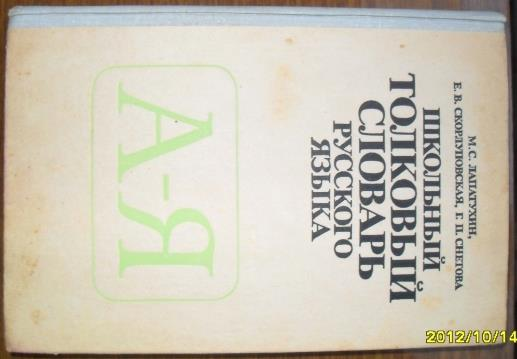 М. С. ЛАПАТУХИН,
Е. В. СКОРЛУПОВСКАЯ, Г. П. СНЕТОВА
ШКОЛЬНЫЙ
ТОЛКОВЫЙ
СЛОВАРЬ
РУССКОГО
ЯЗЫКА
А-Я
2012/10/14